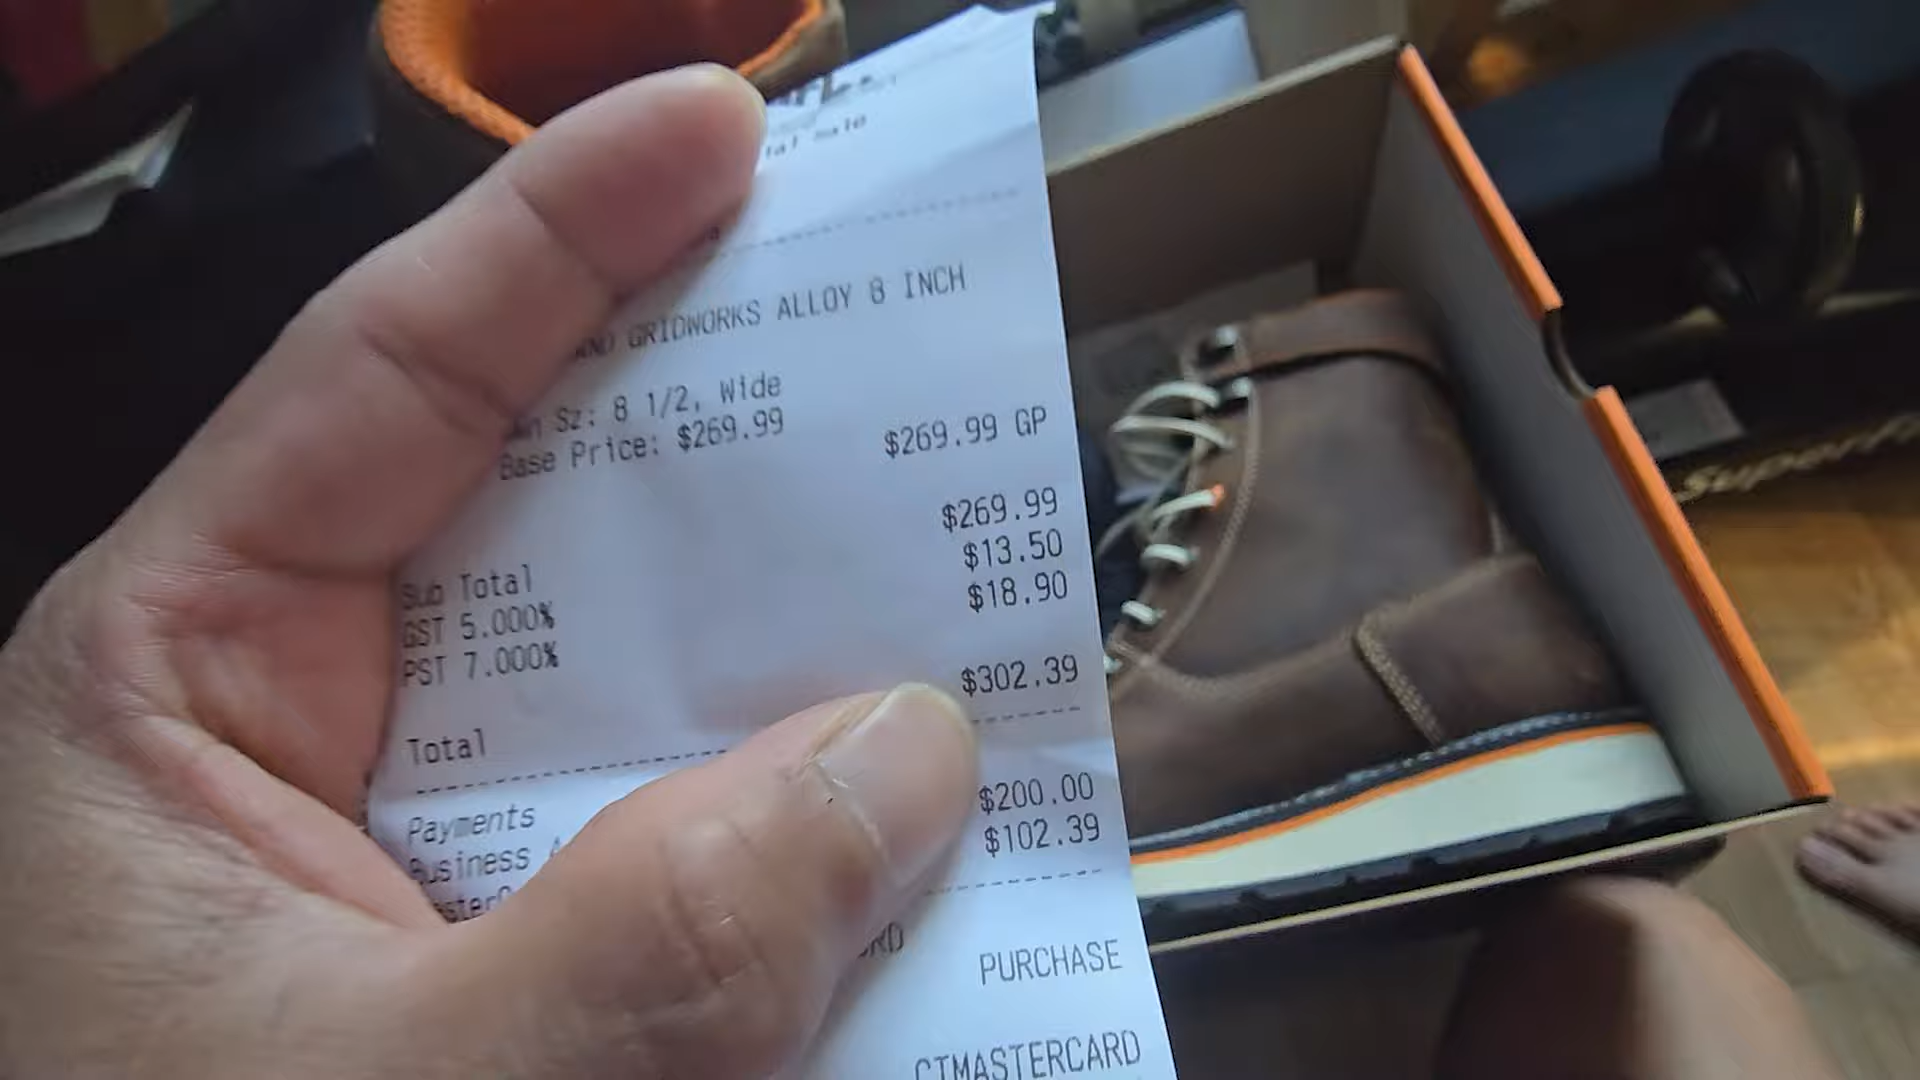 GRIDWORKS ALLOY 8 INCH
Sz: 8 1/2, Wide
Base Price: $269.99
$269.99 GP
Sub Total $269.99
GST 5.000% $13.50
PST 7.000% $18.90
Total $302.39
Payments
Business $200.00
$102.39
PURCHASE
CTMASTERCARD